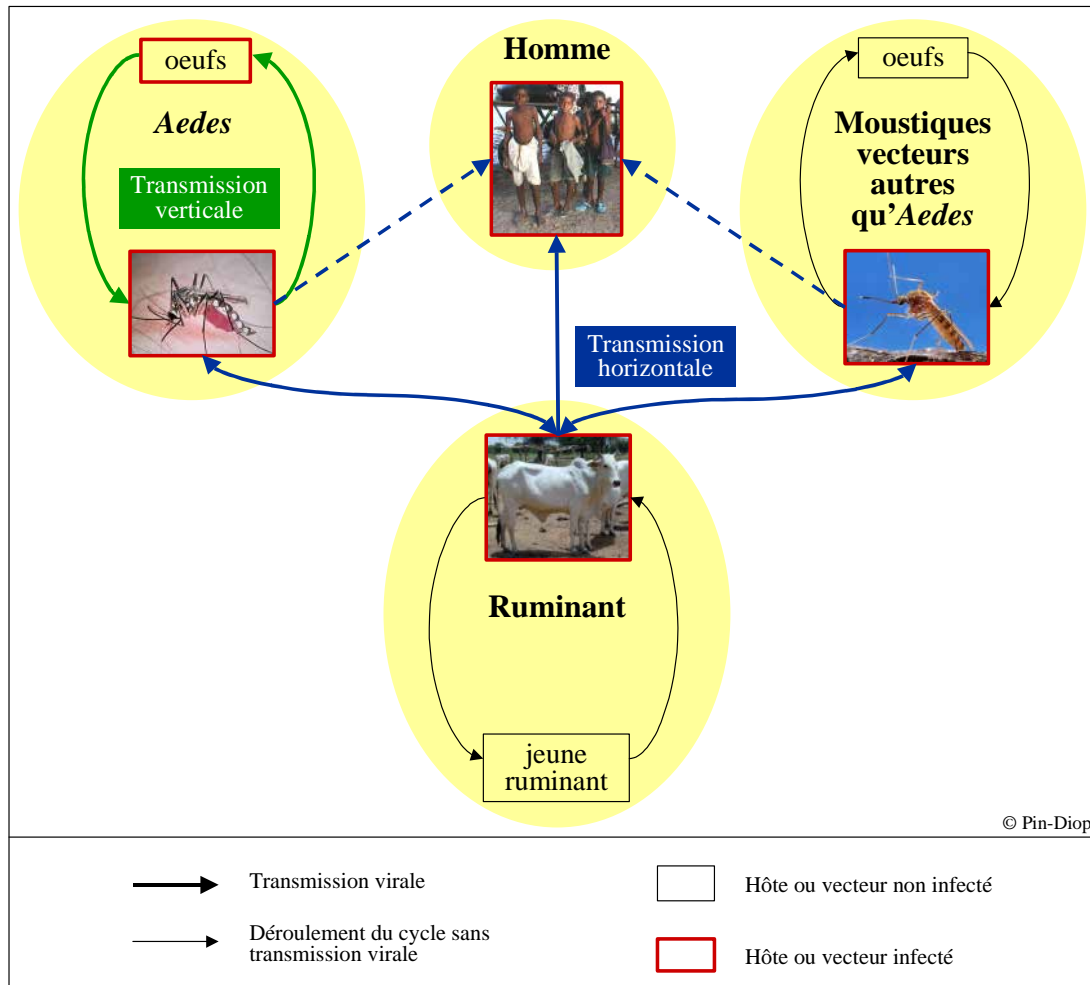 oeufs
Aedes
Transmission
verticale
Homme
oeufs
Moustiques
vecteurs
autres
qu'Aedes
Transmission
horizontale
Ruminant
jeune
ruminant
© Pin-Diop
Transmission virale
Déroulement du cycle sans
transmission virale
Hôte ou vecteur non infecté
Hôte ou vecteur infecté